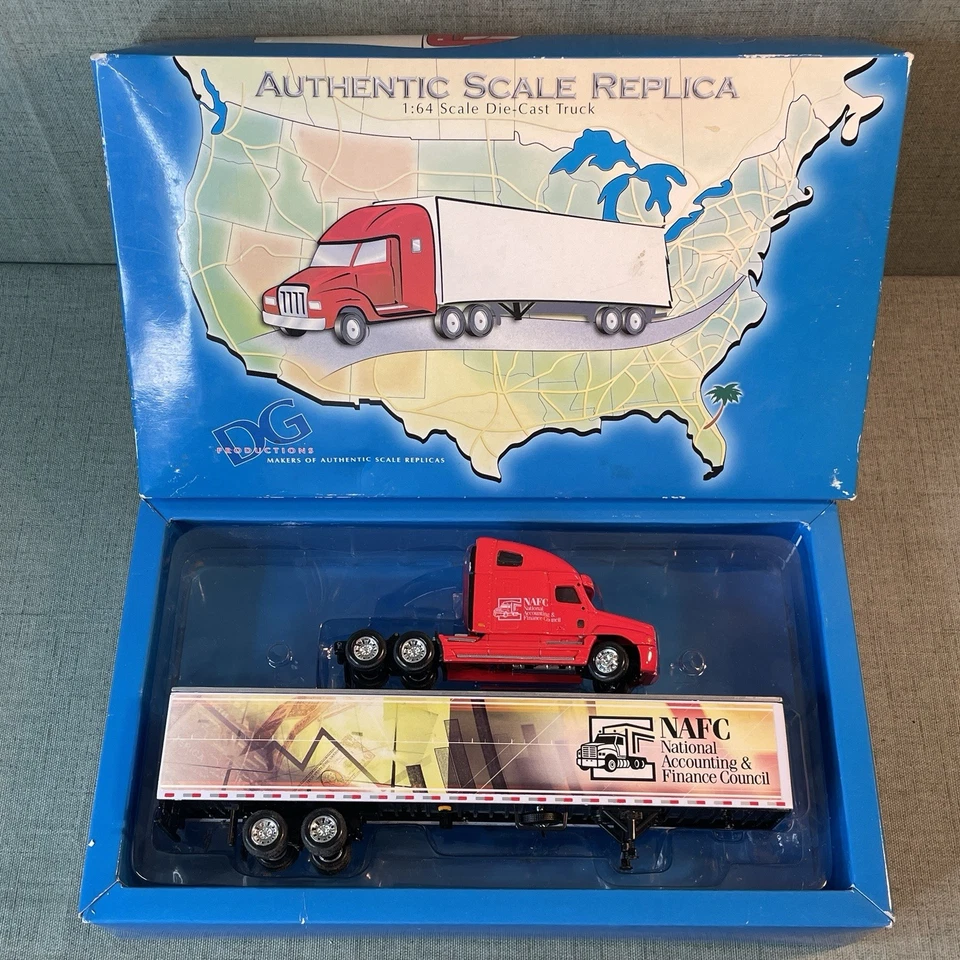 AUTHENTIC SCALE REPLICA
1:64 Scale Die-Cast Truck
DG
PRODUCTIONS
MAKERS OF AUTHENTIC SCALE REPLICAS
NAFC
National
Accounting &
Finance Council
NAFC
National
Accounting &
Finance Council